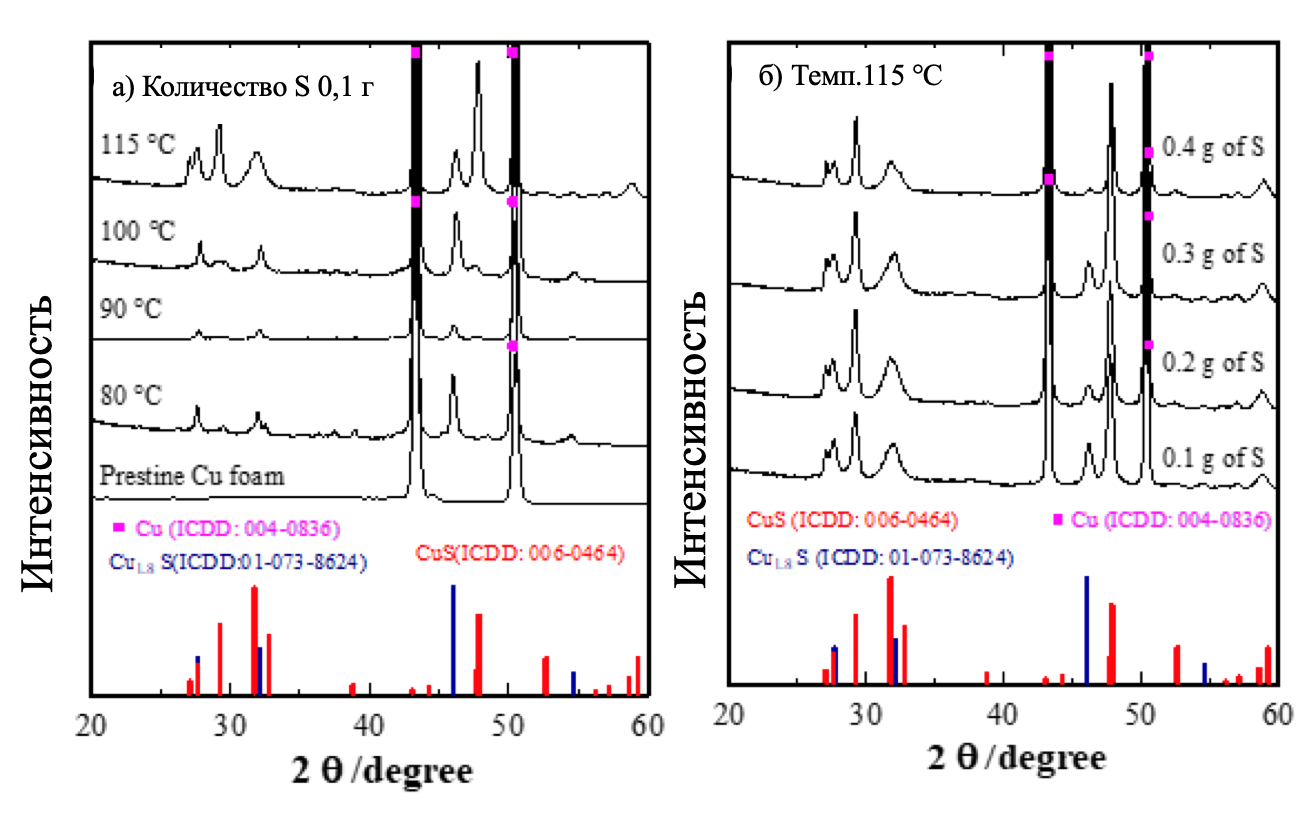 а) Количество S 0,1 г
115 °C
100 °C
90 °C
80 °C
Prestine Cu foam
Cu (ICDD: 004-0836)
Cu1.8 S(ICDD:01-073-8624)
CuS(ICDD: 006-0464)
Интенсивность
20 30 40 50 60
2 θ /degree
б) Темп.115 °C
0.4 g of S
0.3 g of S
0.2 g of S
0.1 g of S
CuS (ICDD: 006-0464)
Cu (ICDD: 004-0836)
Cu1.8 S (ICDD: 01-073-8624)
Интенсивность
20 30 40 50 60
2 θ /degree